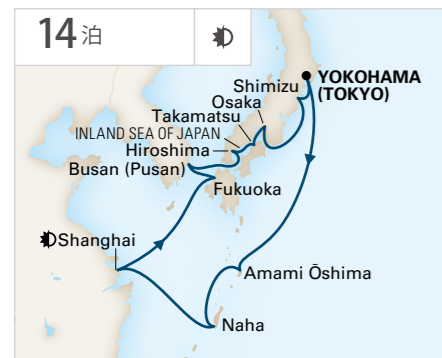 14泊
Shimizu
YOKOHAMA
(TOKYO)
Osaka
Takamatsu
INLAND SEA OF JAPAN
Hiroshima
Busan (Pusan)
Fukuoka
Shanghai
Amami Ōshima
Naha